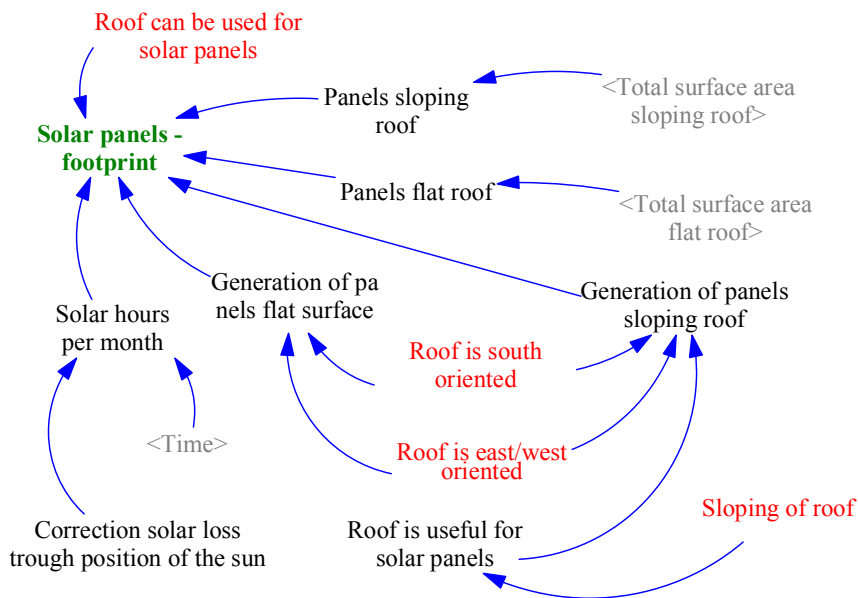 Roof can be used for
solar panels
Panels sloping
roof
<Total surface area
sloping roof>
Solar panels -
footprint
Panels flat roof
<Total surface area
flat roof>
Generation of pa
nels flat surface
Generation of panels
sloping roof
Solar hours
per month
Roof is south
oriented
<Time>
Roof is east/west
oriented
Sloping of roof
Correction solar loss
trough position of the sun
Roof is useful for
solar panels